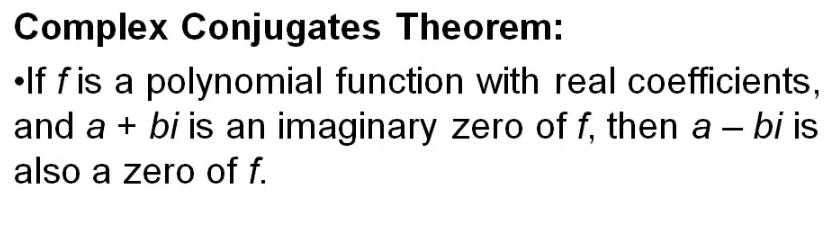 Complex Conjugates Theorem:
•If f is a polynomial function with real coefficients,
and a + bi is an imaginary zero of f, then a – bi is
also a zero of f.